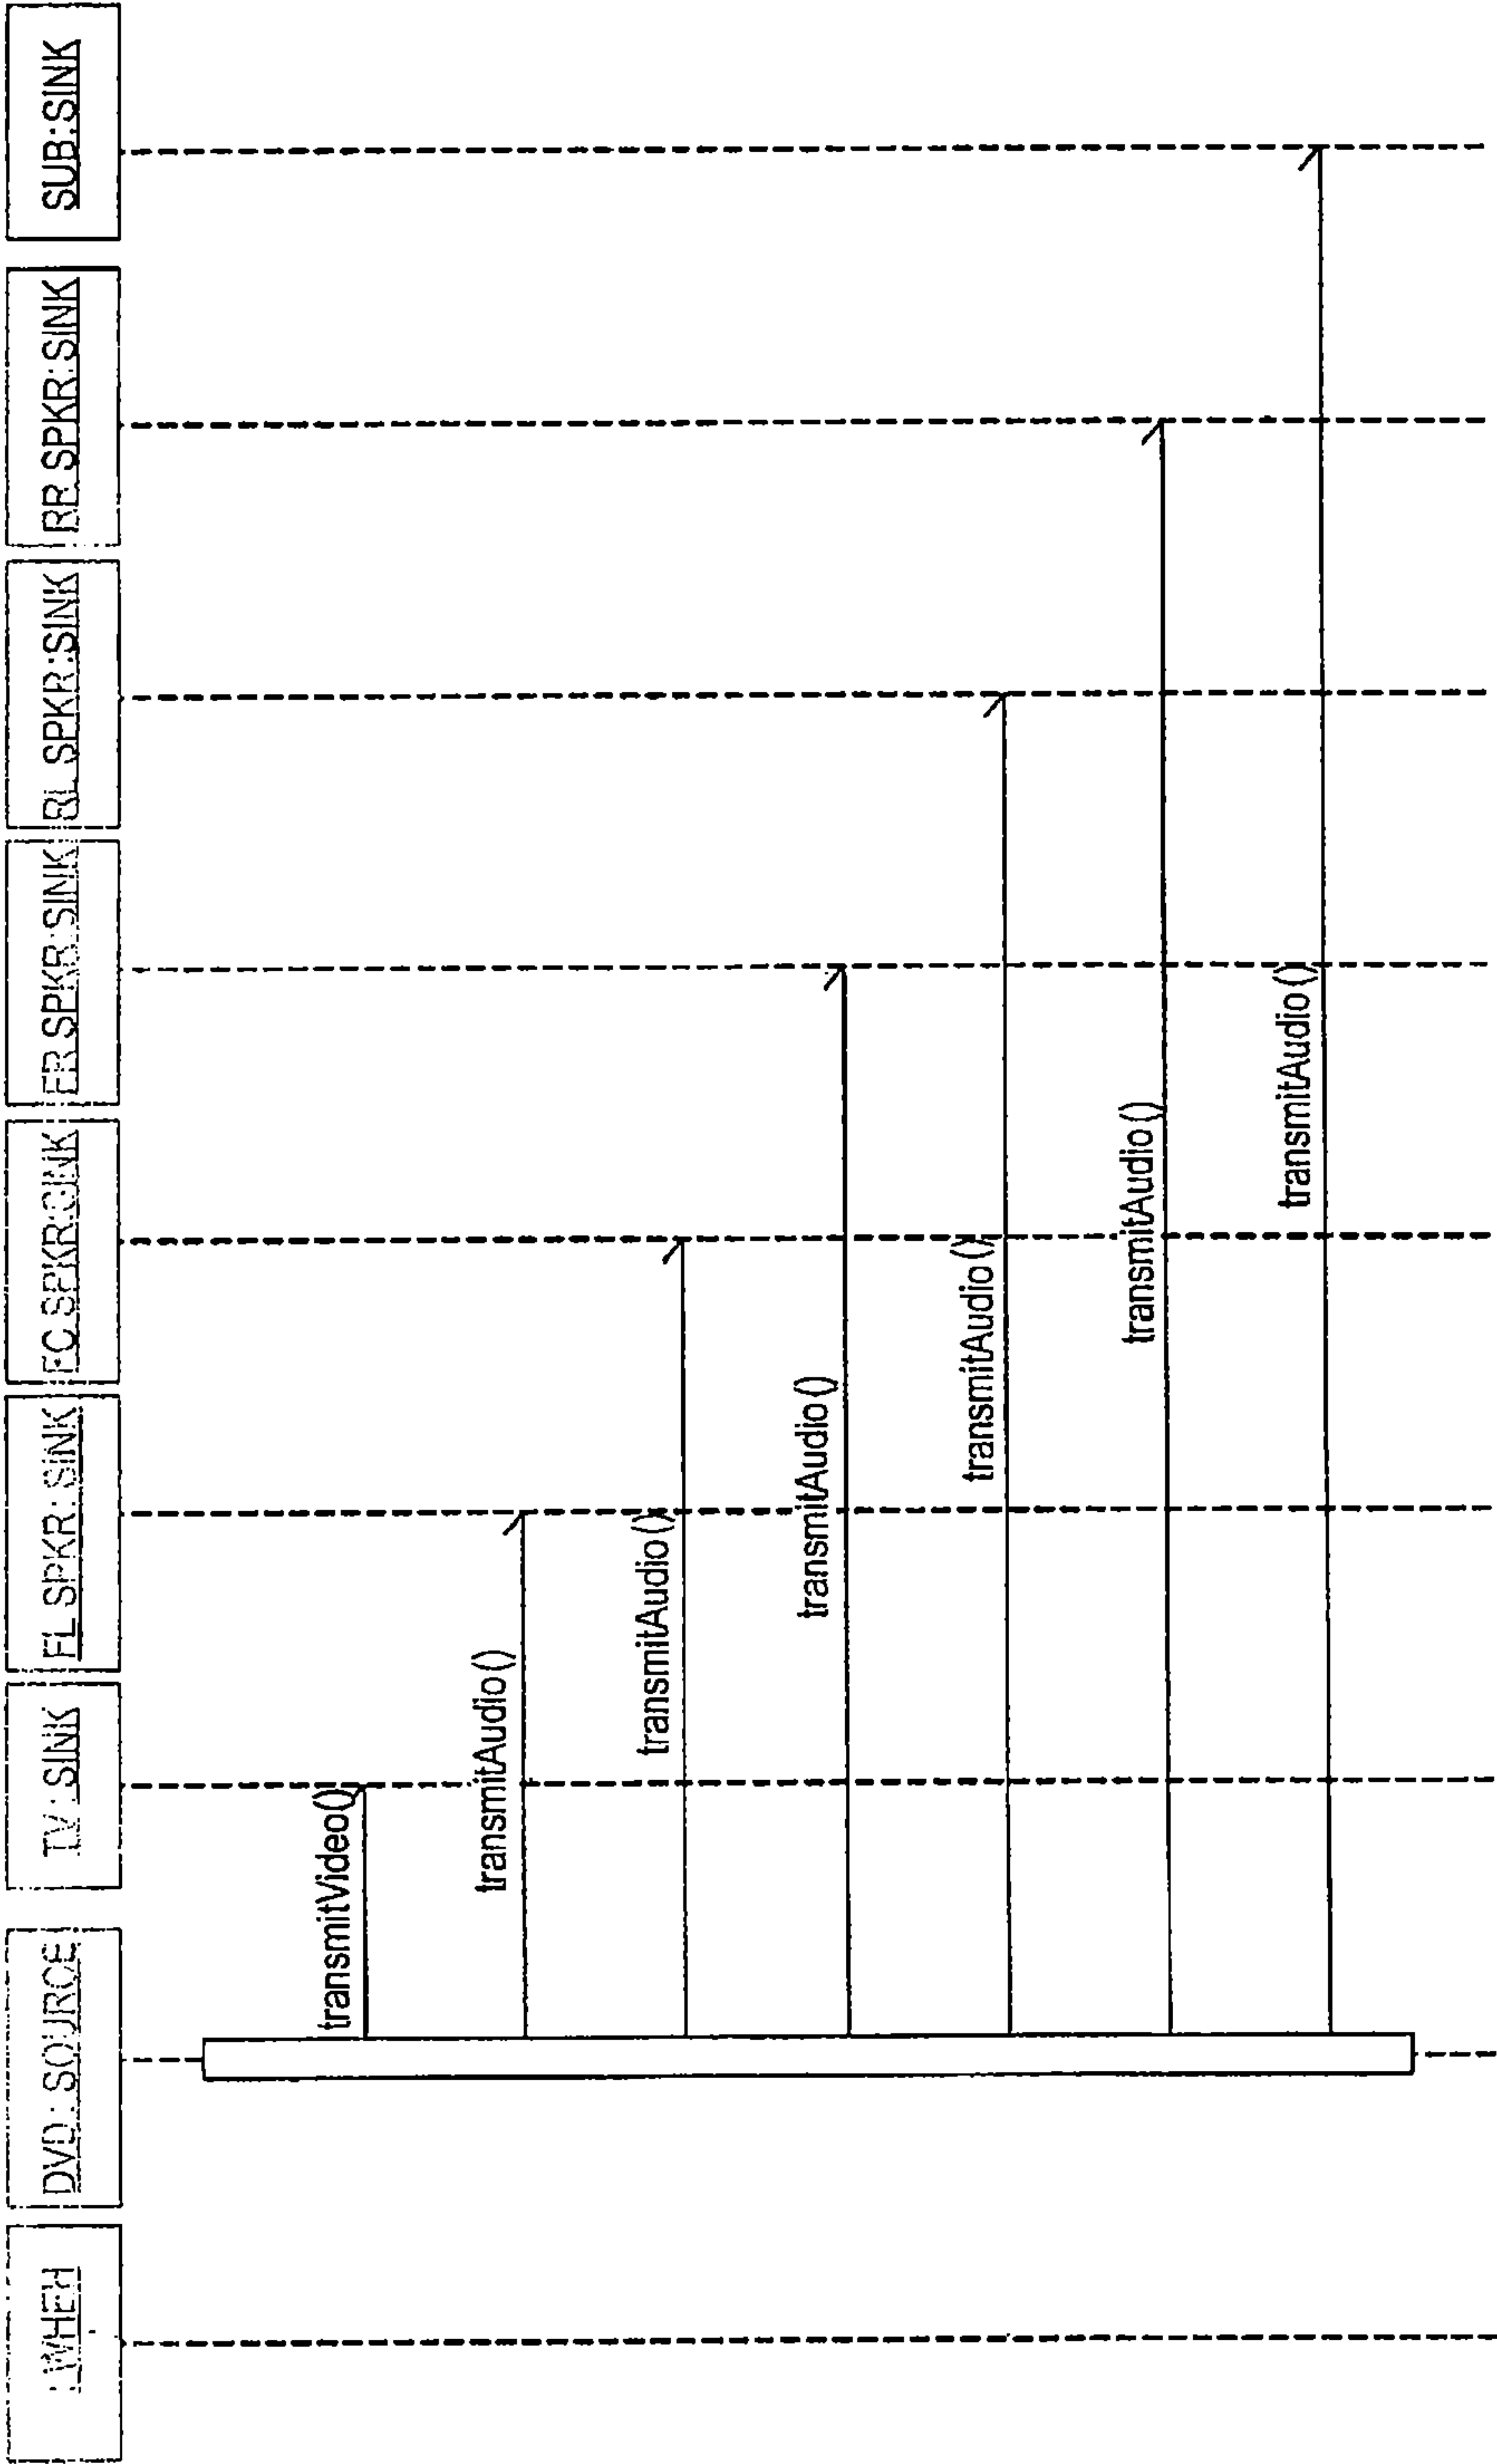 :WHEH
DVD:SOURCE
TV:SINK
FL SPKR:SINK
FC SPKR:SINK
FR SPKR:SINK
RL SPKR:SINK
RR SPKR:SINK
SUB:SINK
transmitVideo()
transmitAudio()
transmitAudio()
transmitAudio()
transmitAudio()
transmitAudio()
transmitAudio()